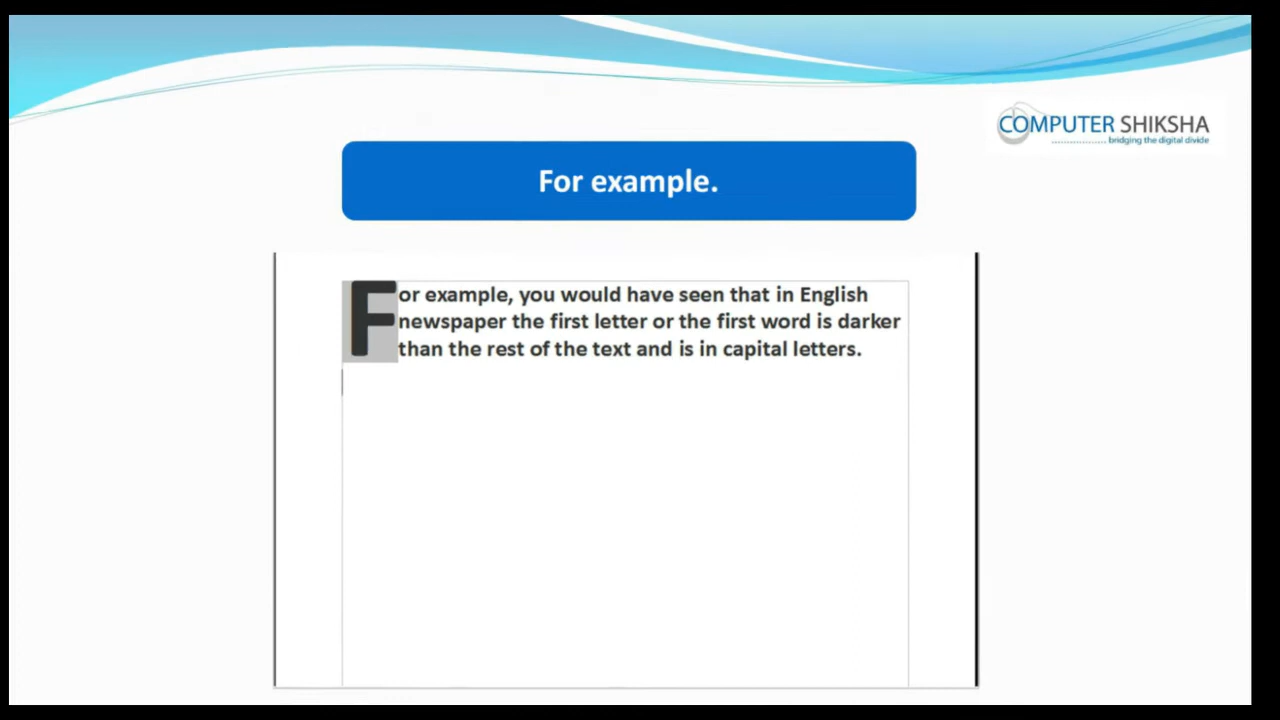 COMPUTER SHIKSHA
bridging the digital divide
For example.
For example, you would have seen that in English
newspaper the first letter or the first word is darker
than the rest of the text and is in capital letters.